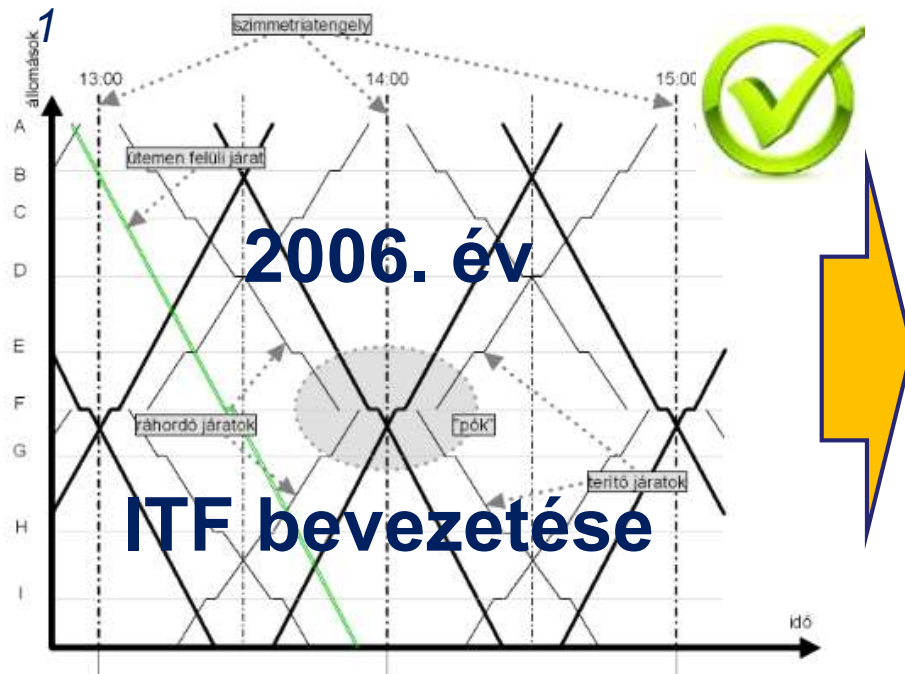 1
szimmetriatengely
állomások
13:00
14:00
15:00
A
ütemen felüli járat
B
C
2006. év
D
E
F
ráhordó járatok
"pók"
G
terítő járatok
ITF bevezetése
H
I
idő